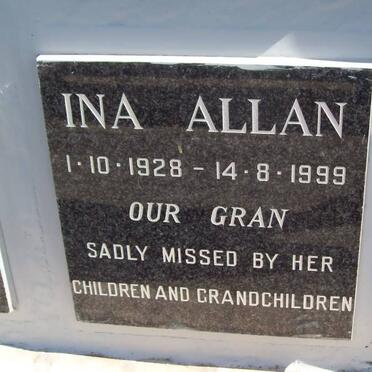 INA ALLAN
1·10·1928 - 14·8·1999
OUR GRAN
SADLY MISSED BY HER
CHILDREN AND GRANDCHILDREN